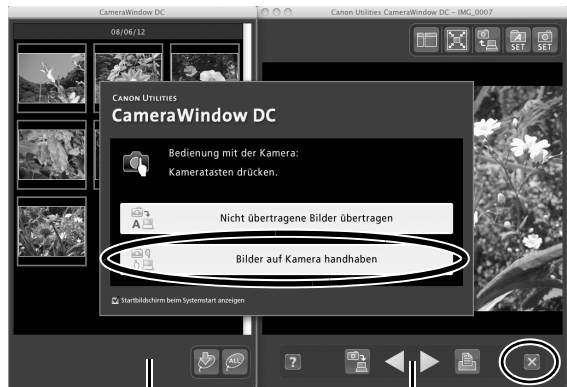 CameraWindow DC
Canon Utilities CameraWindow DC – IMG_0007
08/06/12
SET
SET
CANON UTILITIES
CameraWindow DC
Bedienung mit der Kamera:
Kameratasten drücken.
A
Nicht übertragene Bilder übertragen
Bilder auf Kamera handhaben
Startbildschirm beim Systemstart anzeigen
ALL
?